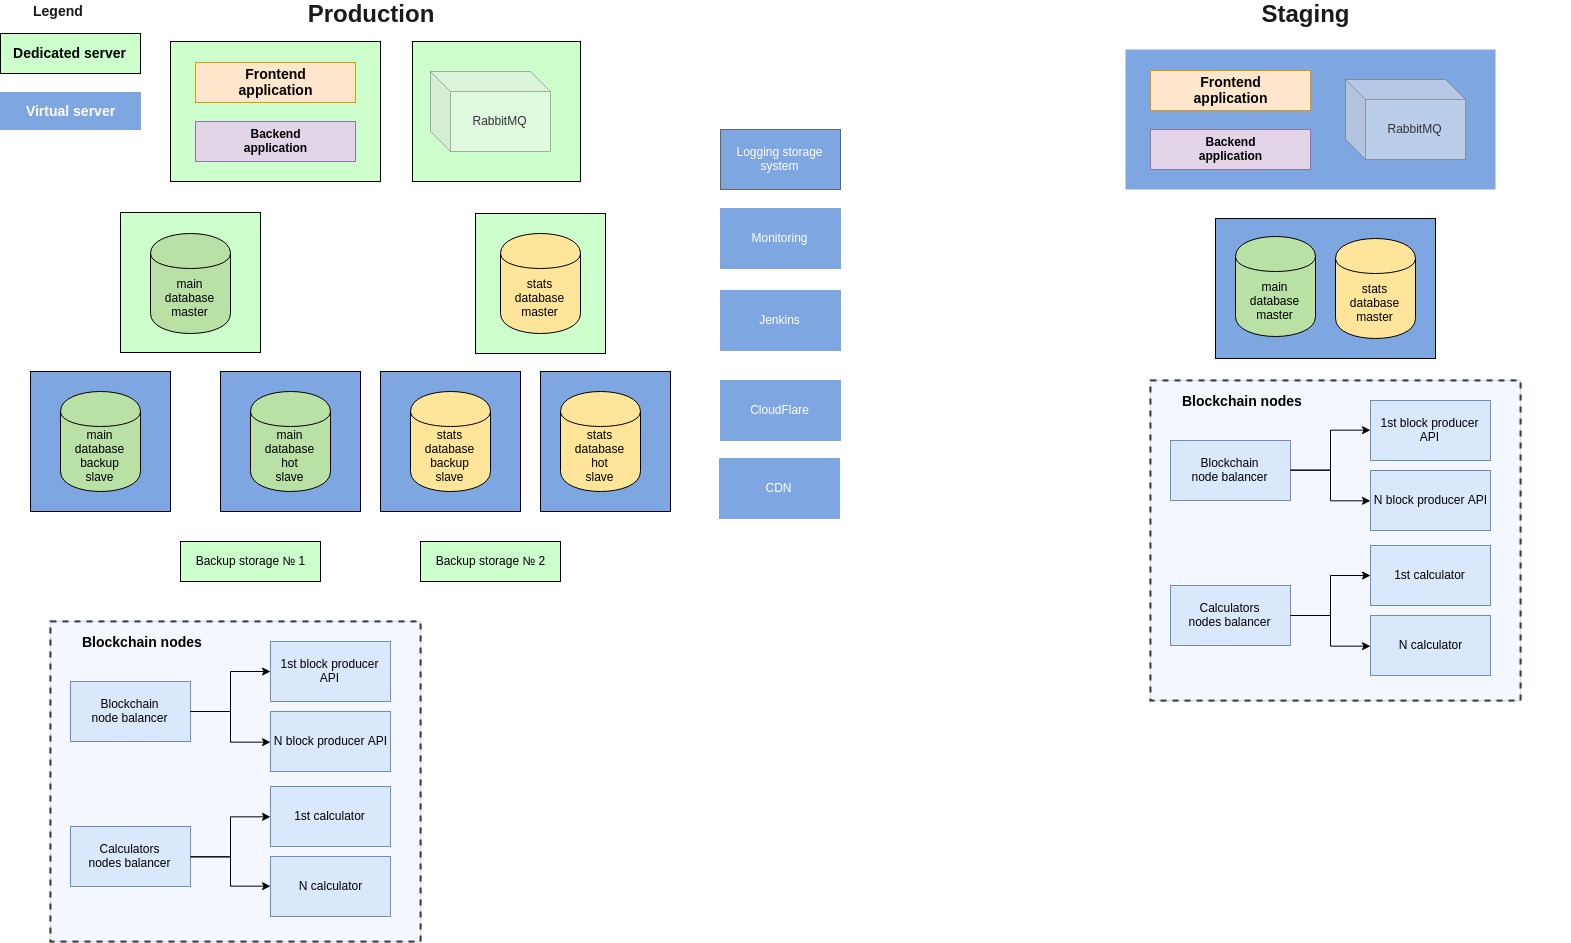 Legend
Production
Staging
Dedicated server
Virtual server
Frontend
application
Backend
application
RabbitMQ
main
database
master
stats
database
master
main
database
backup
slave
main
database
hot
slave
stats
database
backup
slave
stats
database
hot
slave
Backup storage № 1
Backup storage № 2
Blockchain nodes
Blockchain
node balancer
1st block producer
API
N block producer API
Calculators
nodes balancer
1st calculator
N calculator
Logging storage
system
Monitoring
Jenkins
CloudFlare
CDN
Frontend
application
Backend
application
RabbitMQ
main
database
master
stats
database
master
Blockchain nodes
Blockchain
node balancer
1st block producer
API
N block producer API
Calculators
nodes balancer
1st calculator
N calculator